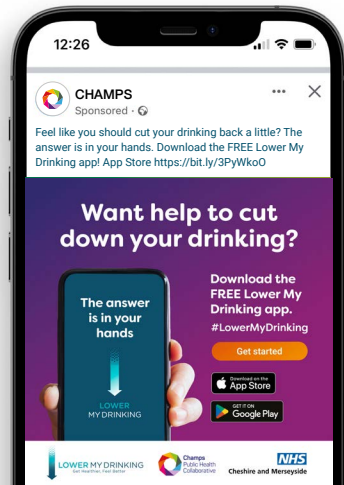 12:26
CHAMPS
Sponsored ·
Feel like you should cut your drinking back a little? The
answer is in your hands. Download the FREE Lower My
Drinking app! App Store https://bit.ly/3PyWkoO
Want help to cut
down your drinking?
The answer
is in your
hands
LOWER
MY DRINKING
Download the
FREE Lower My
Drinking app.
#LowerMyDrinking
Get started
Download on the
App Store
GET IT ON
Google Play
LOWER MY DRINKING
Get Healthier, Feel Better
Champs
Public Health
Collaborative
NHS
Cheshire and Merseyside